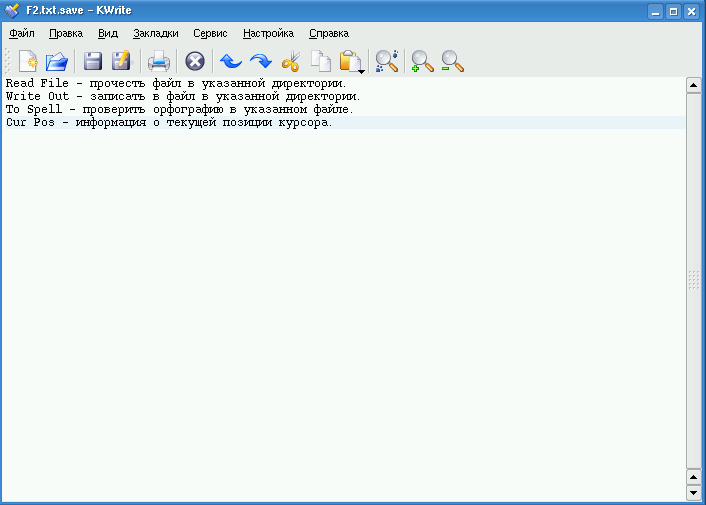 F2.txt.save – KWrite
Файл Правка Вид Закладки Сервис Настройка Справка
Read File - прочесть файл в указанной директории.
Write Out - записать в файл в указанной директории.
To Spell - проверить орфографию в указанном файле.
Cur Pos - информация о текущей позиции курсора.